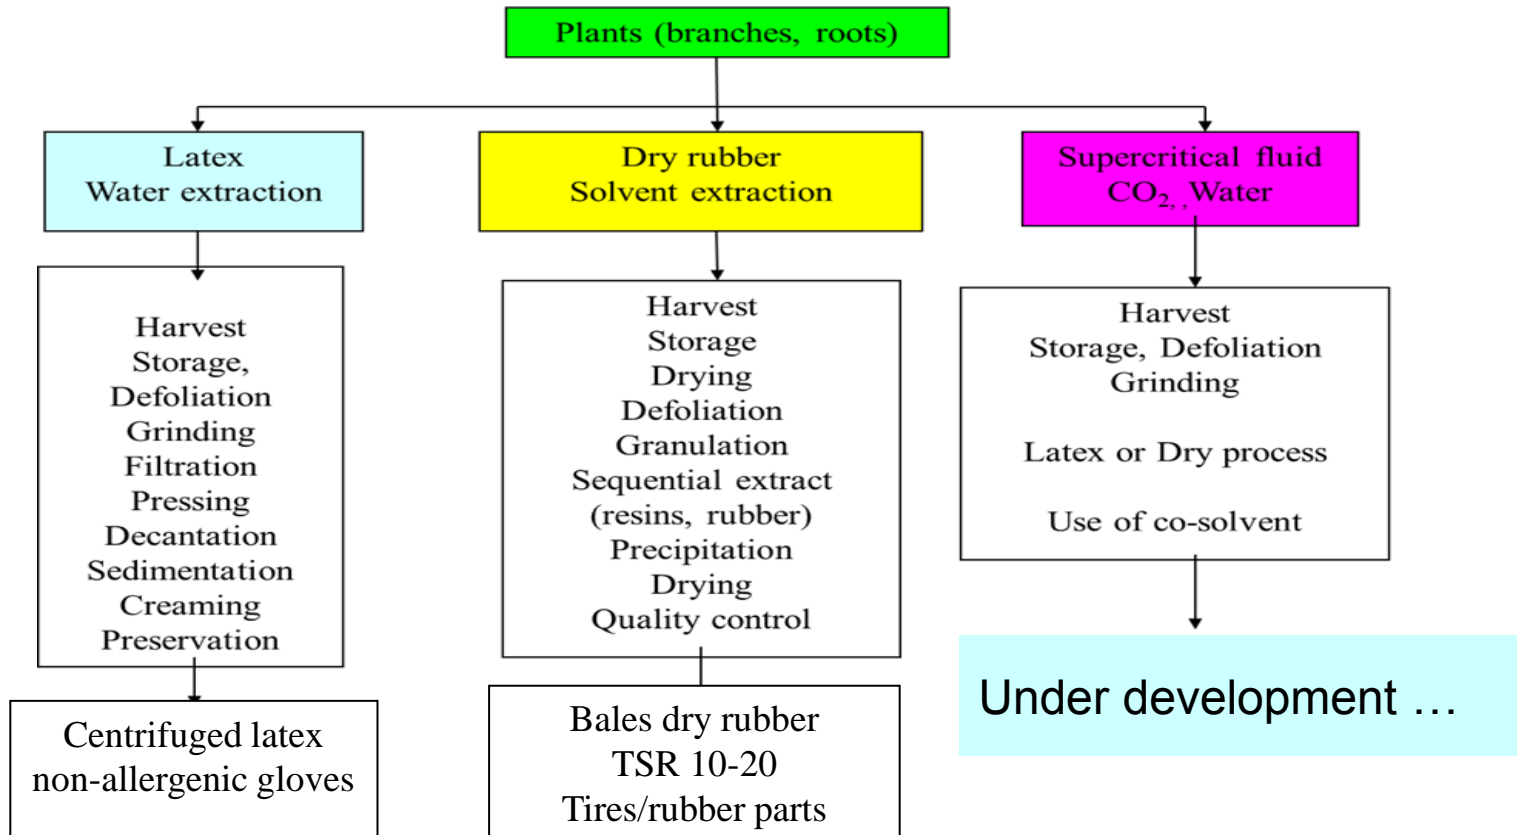 Plants (branches, roots)
Latex
Water extraction
Dry rubber
Solvent extraction
Supercritical fluid
CO₂, ,Water
Harvest
Storage,
Defoliation
Grinding
Filtration
Pressing
Decantation
Sedimentation
Creaming
Preservation
Harvest
Storage
Drying
Defoliation
Granulation
Sequential extract
(resins, rubber)
Precipitation
Drying
Quality control
Harvest
Storage, Defoliation
Grinding
Latex or Dry process
Use of co-solvent
Centrifuged latex
non-allergenic gloves
Bales dry rubber
TSR 10-20
Tires/rubber parts
Under development …